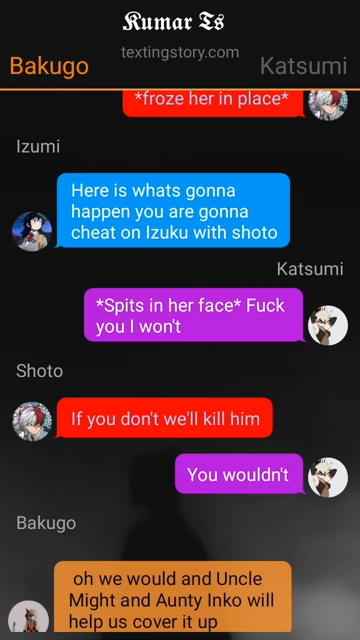 𝕶𝖚𝖒𝖆𝖗 𝕿𝖘
textingstory.com
Bakugo
Katsumi
*froze her in place*
Izumi
Here is whats gonna
happen you are gonna
cheat on Izuku with shoto
Katsumi
*Spits in her face* Fuck
you I won't
Shoto
If you don't we'll kill him
You wouldn't
Bakugo
oh we would and Uncle
Might and Aunty Inko will
help us cover it up